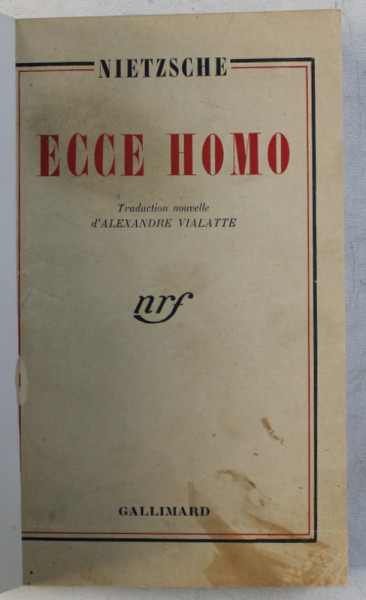 NIETZSCHE
ECCE HOMO
Traduction nouvelle
d'ALEXANDRE VIALATTE
nrf
GALLIMARD